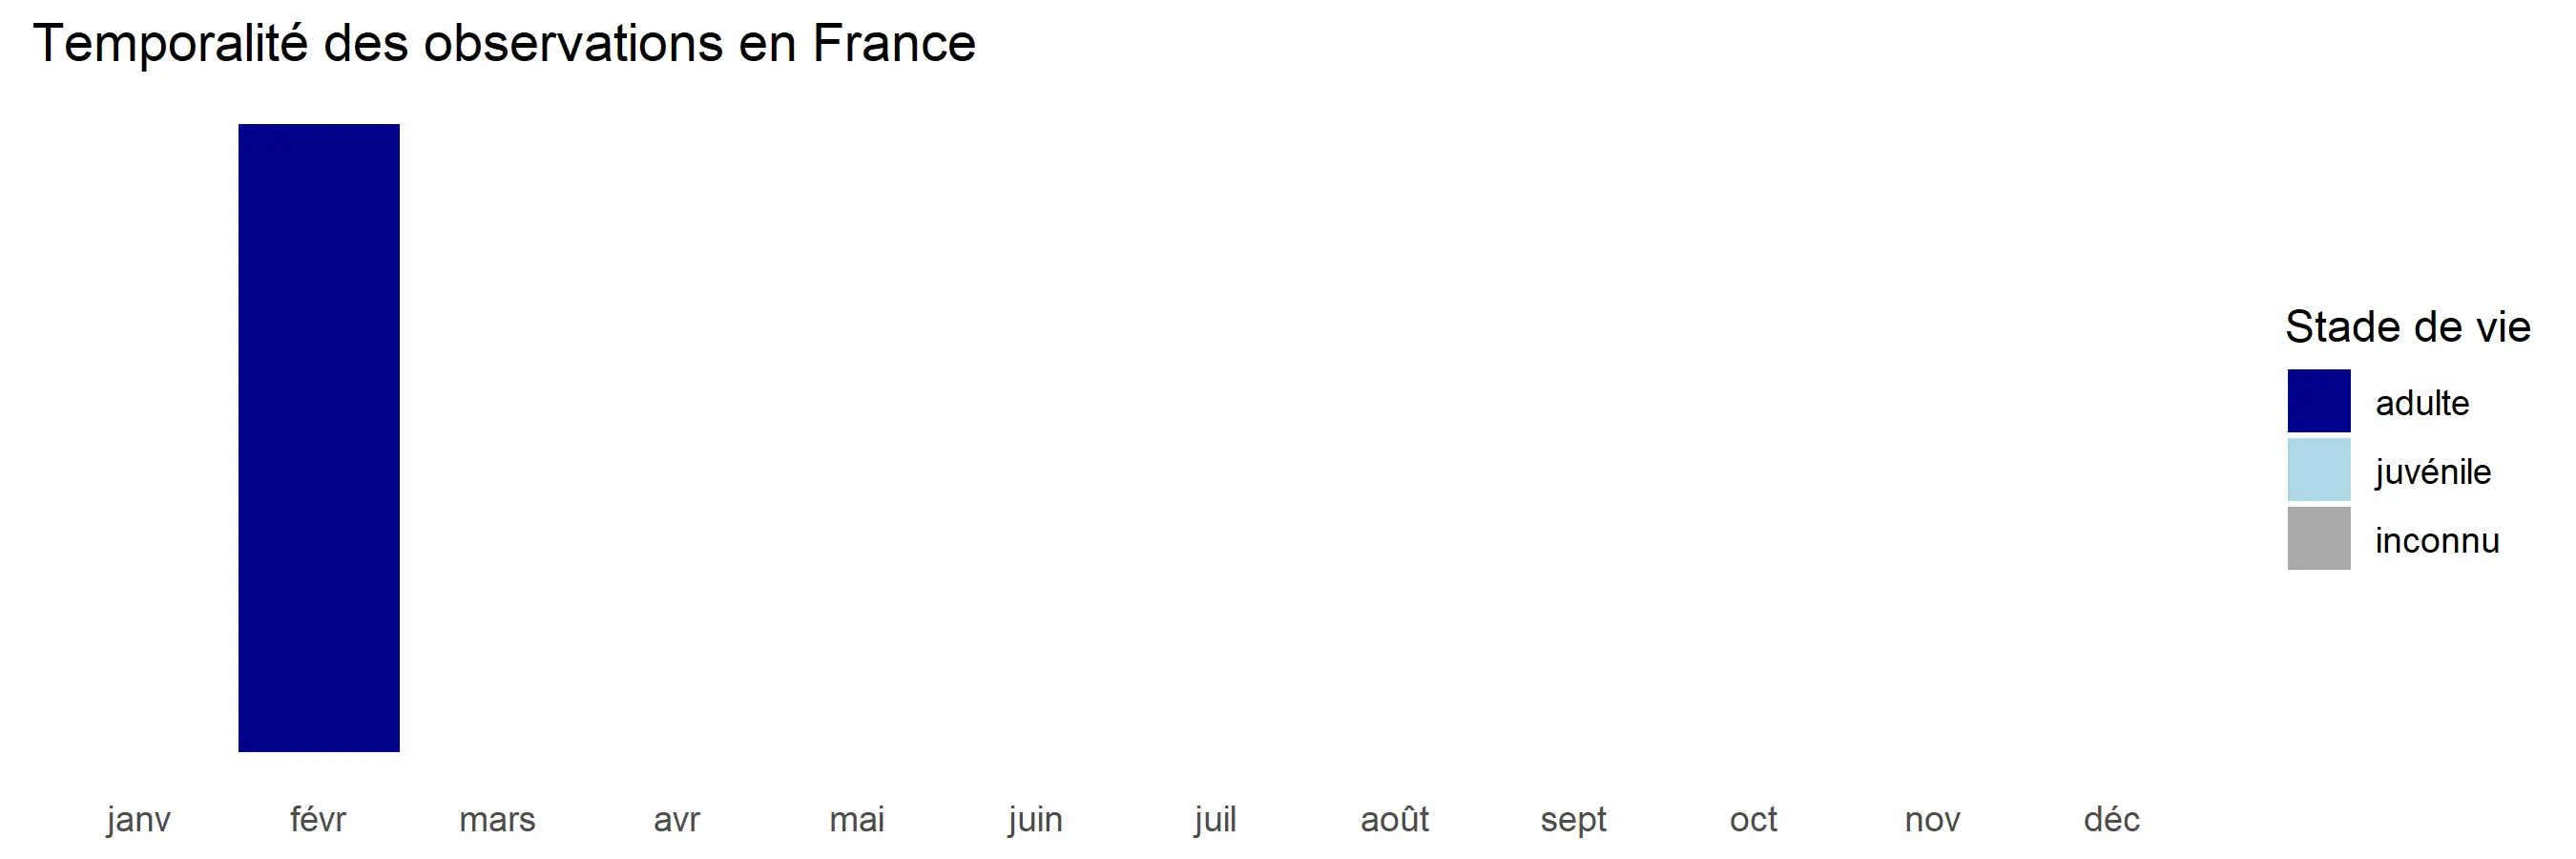 Temporalité des observations en France
Stade de vie
adulte
juvénile
inconnu
janv févr mars avr mai juin juil août sept oct nov déc